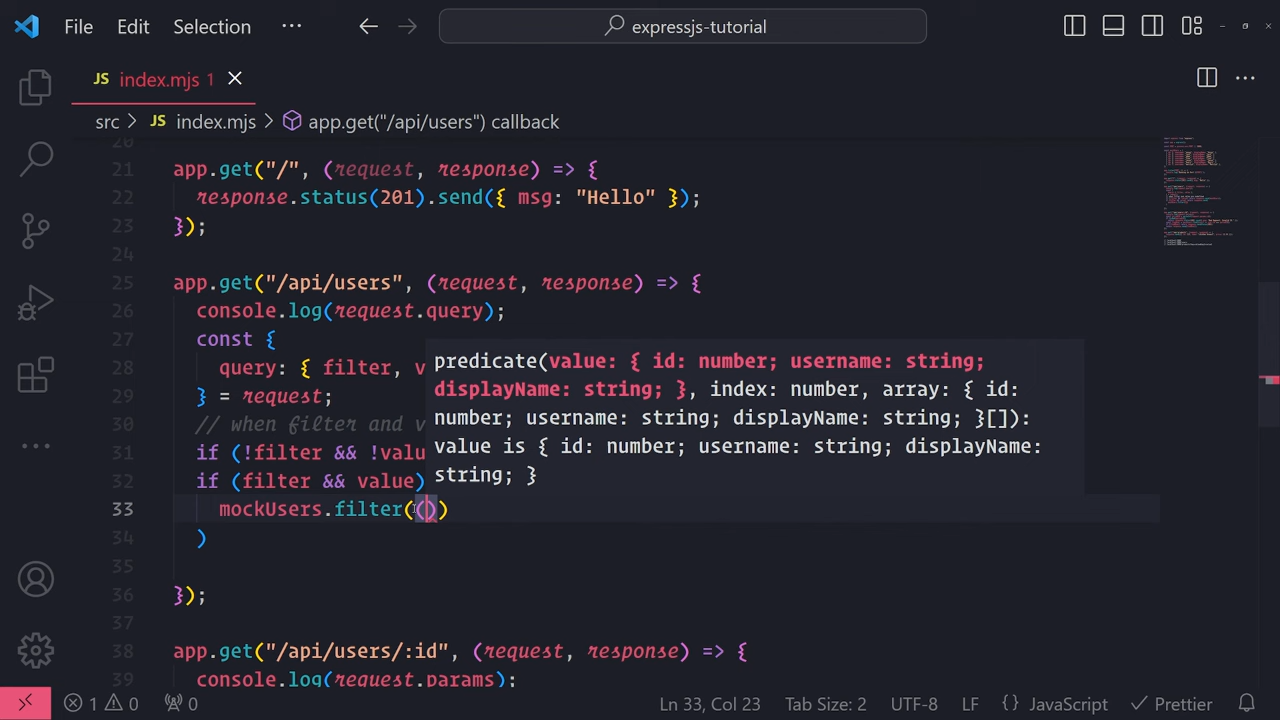 File Edit Selection ··· expressjs-tutorial
JS index.mjs 1
src > JS index.mjs > app.get("/api/users") callback
20
21 app.get("/", (request, response) => {
22 response.status(201).send({ msg: "Hello" });
23 });
24
25 app.get("/api/users", (request, response) => {
26 console.log(request.query);
27 const {
28 query: { filter, v
29 } = request;
30 // when filter and v
31 if (!filter && !valu
32 if (filter && value)
33 mockUsers.filter(())
34 )
35
36 });
37
38 app.get("/api/users/:id", (request, response) => {
39 console.log(request.params);
predicate(value: { id: number; username: string;
displayName: string; }, index: number, array: { id:
number; username: string; displayName: string; }[]):
value is { id: number; username: string; displayName:
string; }
1 0 0 Ln 33, Col 23 Tab Size: 2 UTF-8 LF {} JavaScript Prettier